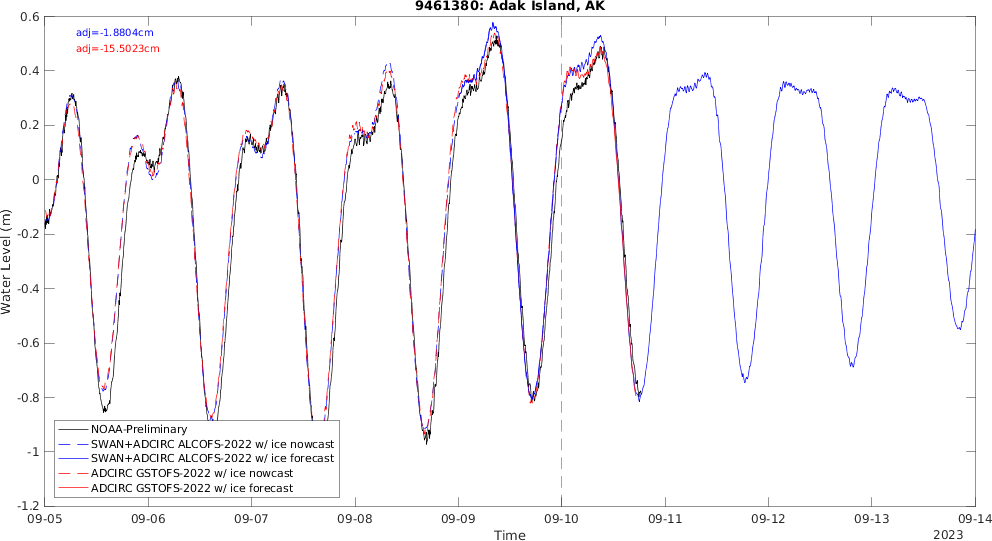 9461380: Adak Island, AK
adj=-1.8804cm
adj=-15.5023cm
0.6
0.4
0.2
0
-0.2
-0.4
-0.6
-0.8
-1
-1.2
Water Level (m)
NOAA-Preliminary
SWAN+ADCIRC ALCOFS-2022 w/ ice nowcast
SWAN+ADCIRC ALCOFS-2022 w/ ice forecast
ADCIRC GSTOFS-2022 w/ ice nowcast
ADCIRC GSTOFS-2022 w/ ice forecast
09-05 09-06 09-07 09-08 09-09 09-10 09-11 09-12 09-13 09-14
Time
2023